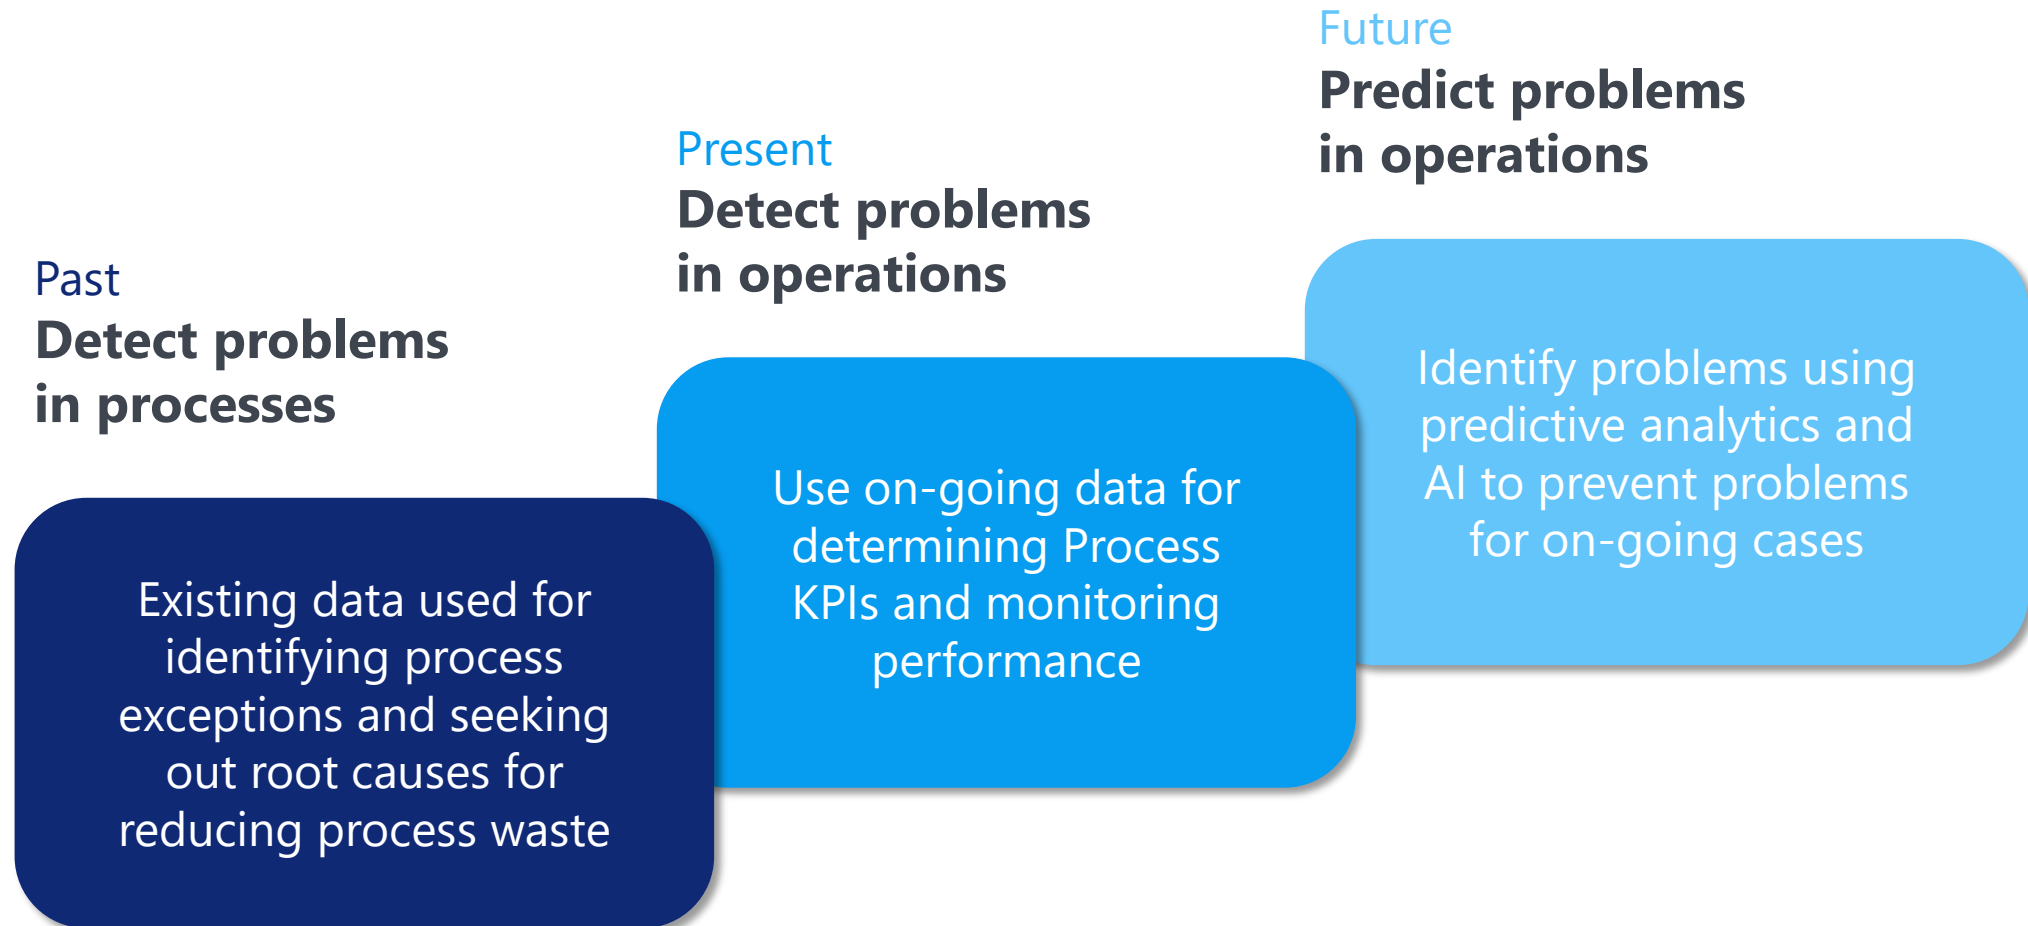 Past
Detect problems
in processes
Existing data used for
identifying process
exceptions and seeking
out root causes for
reducing process waste
Present
Detect problems
in operations
Use on-going data for
determining Process
KPIs and monitoring
performance
Future
Predict problems
in operations
Identify problems using
predictive analytics and
AI to prevent problems
for on-going cases